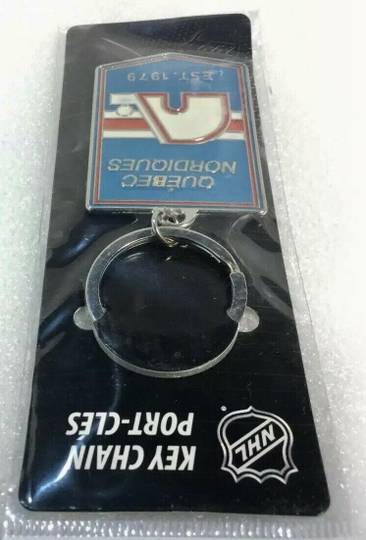 KEY CHAIN
PORT-CLÉS
NHL
QUÉBEC
NORDIQUES
EST. 1979